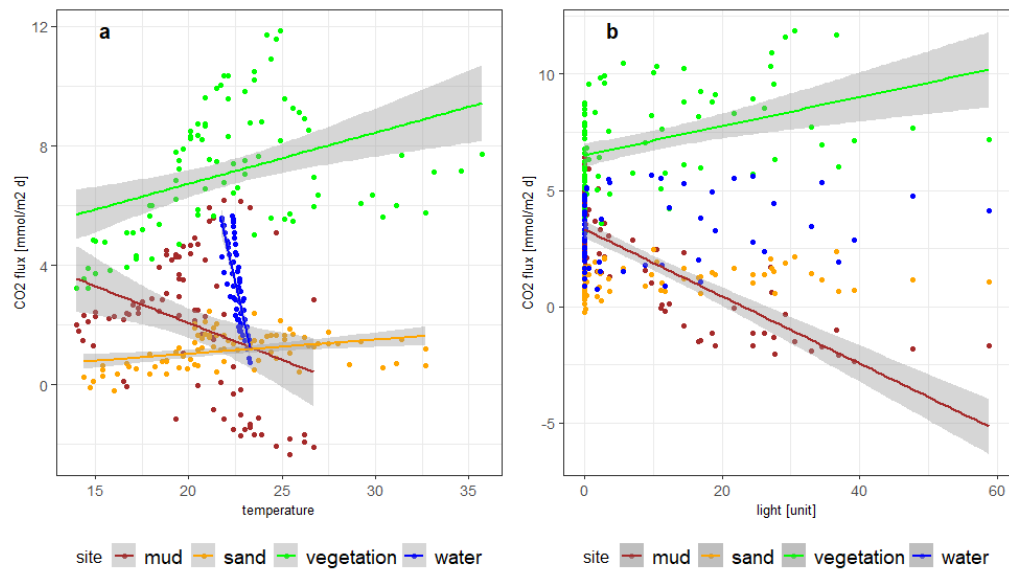 a
CO2 flux [mmol/m2 d]
12
8
4
0
15 20 25 30 35
temperature
site mud sand vegetation water
b
CO2 flux [mmol/m2 d]
10
5
0
-5
0 20 40 60
light [unit]
site mud sand vegetation water